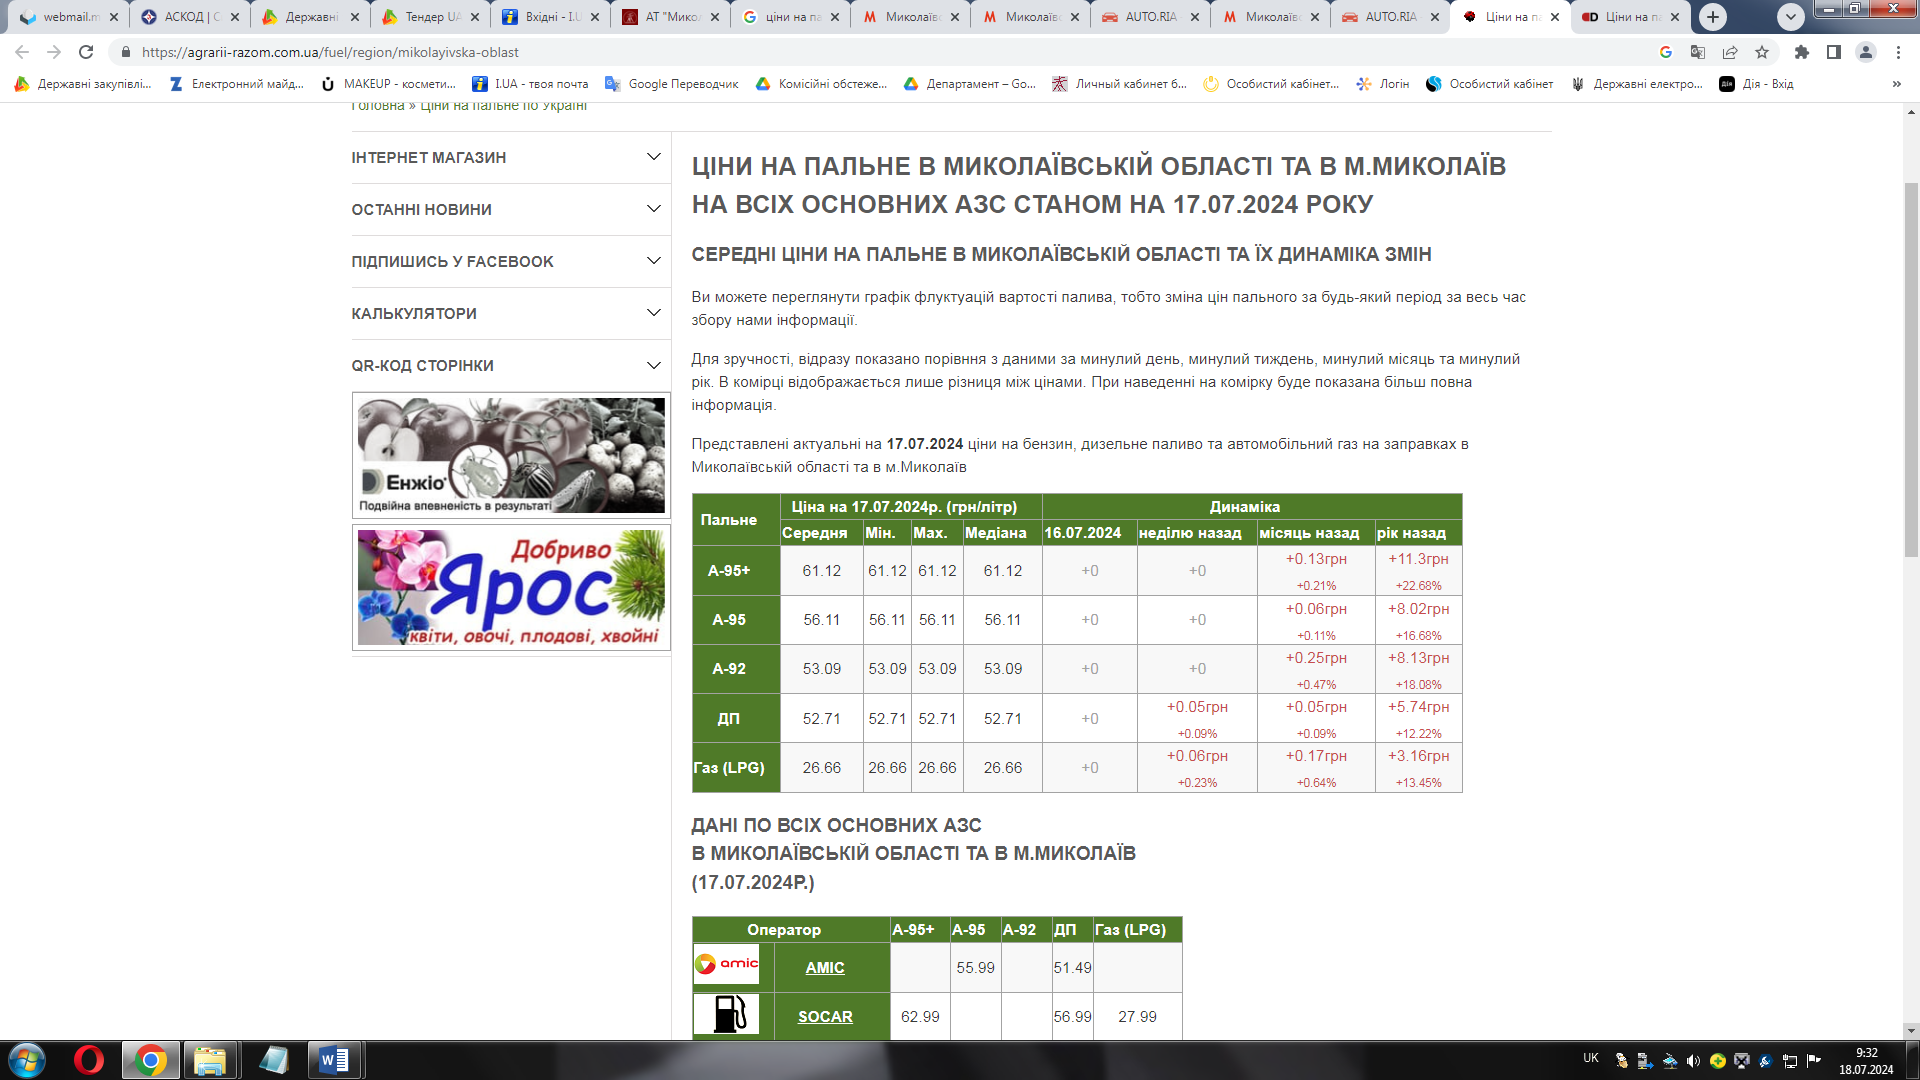 webmail.m
АСКОД | С
Державні
Тендер UA
Вхідні - I.U
АТ "Микол
ціни на па
Миколаївс
Миколаївс
AUTO.RIA
Миколаївс
AUTO.RIA
Ціни на п
Ціни на па
https://agrarii-razom.com.ua/fuel/region/mikolayivska-oblast
Державні закупівлі...
Електронний майд...
MAKEUP - космети...
I.UA - твоя почта
Google Переводчик
Комісійні обстеже...
Департамент – Go...
Личный кабинет б...
Особистий кабінет...
Логін
Особистий кабінет
Державні електро...
Дія - Вхід
»
Головна » Ціни на пальне по Україні
ІНТЕРНЕТ МАГАЗИН
ОСТАННІ НОВИНИ
ПІДПИШИСЬ У FACEBOOK
КАЛЬКУЛЯТОРИ
QR-КОД СТОРІНКИ
Енжіо®
Подвійна впевненість в результаті
Добриво
Ярос
квіти, овочі, плодові, хвойні
ЦІНИ НА ПАЛЬНЕ В МИКОЛАЇВСЬКІЙ ОБЛАСТІ ТА В М.МИКОЛАЇВ
НА ВСІХ ОСНОВНИХ АЗС СТАНОМ НА 17.07.2024 РОКУ
СЕРЕДНІ ЦІНИ НА ПАЛЬНЕ В МИКОЛАЇВСЬКІЙ ОБЛАСТІ ТА ЇХ ДИНАМІКА ЗМІН
Ви можете переглянути графік флуктуацій вартості палива, тобто зміна цін пального за будь-який період за весь час
збору нами інформації.
Для зручності, відразу показано порівння з даними за минулий день, минулий тиждень, минулий місяць та минулий
рік. В комірці відображається лише різниця між цінами. При наведенні на комірку буде показана більш повна
інформація.
Представлені актуальні на 17.07.2024 ціни на бензин, дизельне паливо та автомобільний газ на заправках в
Миколаївській області та в м.Миколаїв
Пальне Ціна на 17.07.2024р. (грн/літр) Динаміка
Середня Мін. Мах. Медіана 16.07.2024 неділю назад місяць назад рік назад
А-95+ 61.12 61.12 61.12 61.12 +0 +0 +0.13грн +11.3грн
+0.21% +22.68%
А-95 56.11 56.11 56.11 56.11 +0 +0 +0.06грн +8.02грн
+0.11% +16.68%
А-92 53.09 53.09 53.09 53.09 +0 +0 +0.25грн +8.13грн
+0.47% +18.08%
ДП 52.71 52.71 52.71 52.71 +0 +0.05грн +0.05грн +5.74грн
+0.09% +0.09% +12.22%
Газ (LPG) 26.66 26.66 26.66 26.66 +0 +0.06грн +0.17грн +3.16грн
+0.23% +0.64% +13.45%
ДАНІ ПО ВСІХ ОСНОВНИХ АЗС
В МИКОЛАЇВСЬКІЙ ОБЛАСТІ ТА В М.МИКОЛАЇВ
(17.07.2024Р.)
Оператор А-95+ А-95 А-92 ДП Газ (LPG)
amic AMIC 55.99 51.49
SOCAR 62.99 56.99 27.99
UK
9:32
18.07.2024